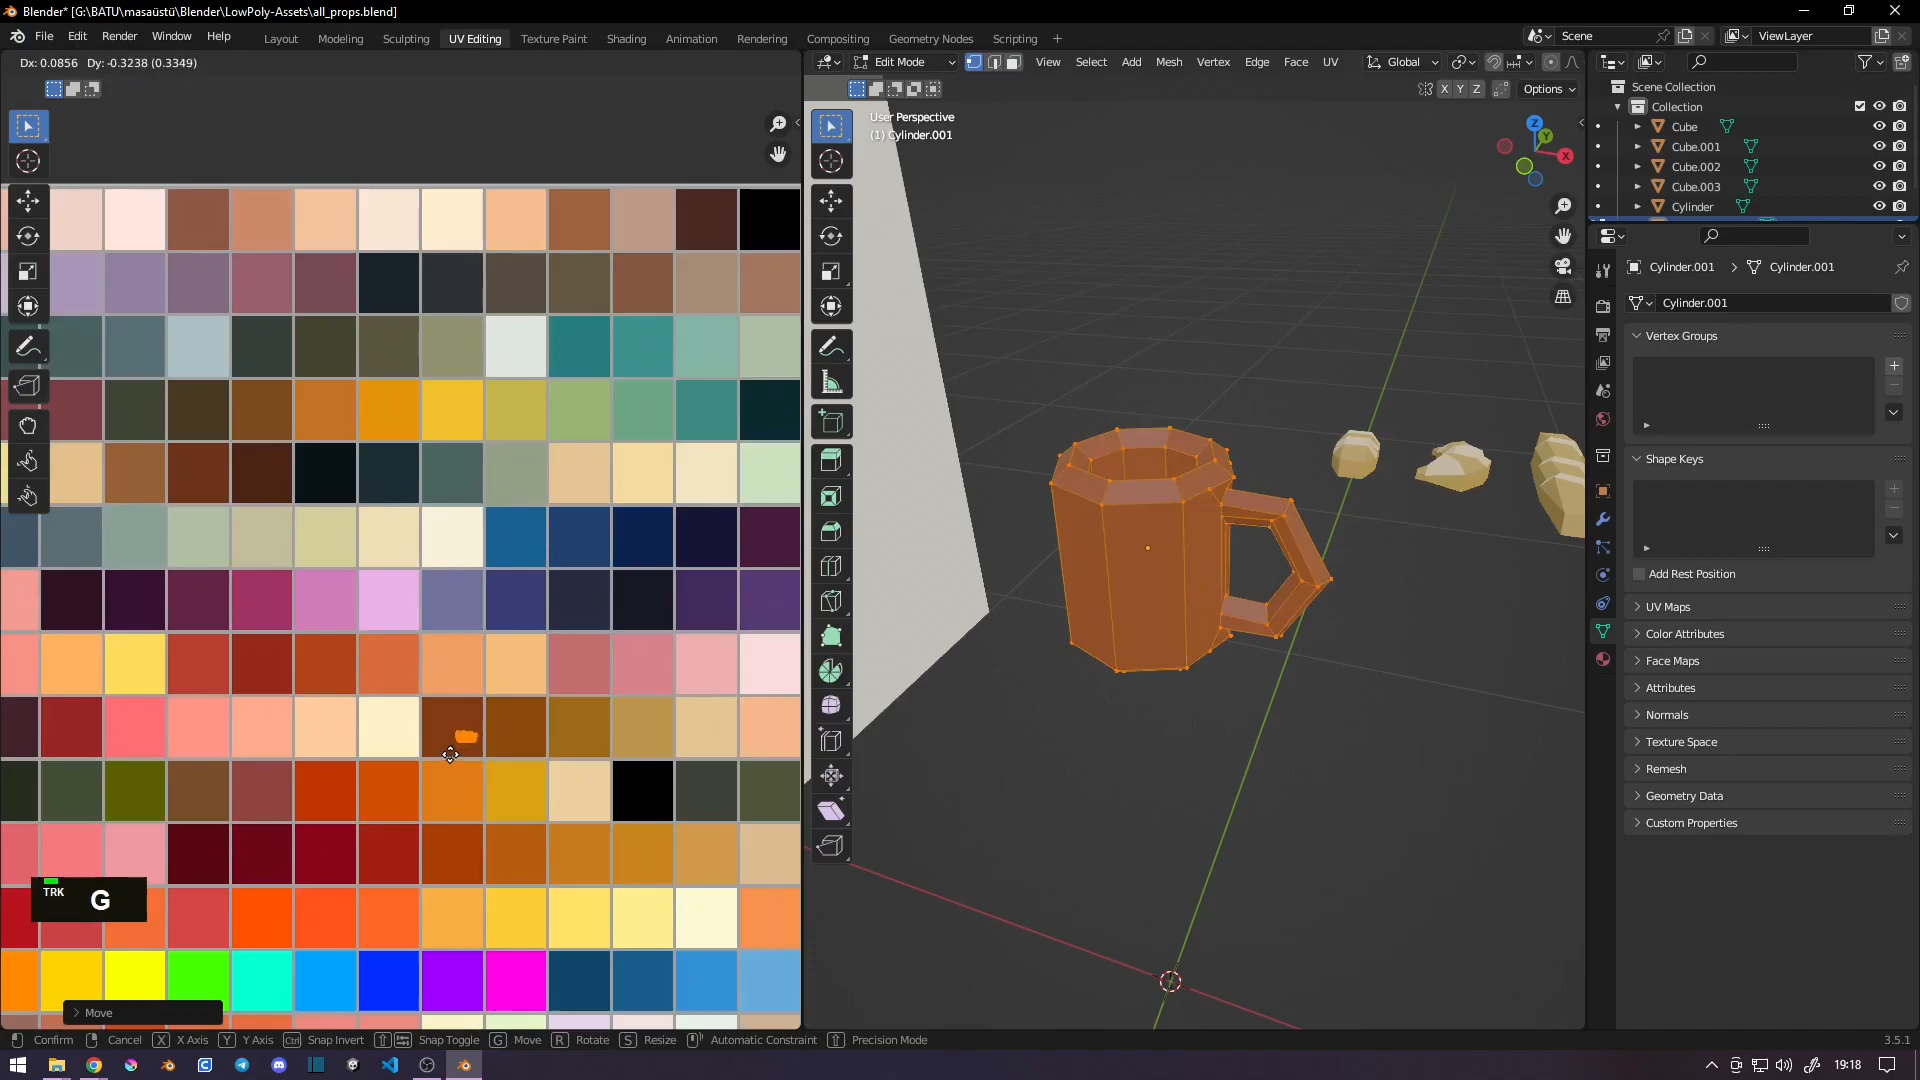 Blender* [G:\BATU\masaüstü\Blender\LowPoly-Assets\all_props.blend]
File Edit Render Window Help
Layout Modeling Sculpting UV Editing Texture Paint Shading Animation Rendering Compositing Geometry Nodes Scripting
Scene
ViewLayer
Dx: 0.0856 Dy: -0.3238 (0.3349)
Edit Mode
View Select Add Mesh Vertex Edge Face UV
Global
X Y Z
Options
User Perspective
(1) Cylinder.001
Z
Y
X
Scene Collection
Collection
Cube
Cube.001
Cube.002
Cube.003
Cylinder
Cylinder.001 Cylinder.001
Cylinder.001
Vertex Groups
Shape Keys
Add Rest Position
UV Maps
Color Attributes
Face Maps
Attributes
Normals
Texture Space
Remesh
Geometry Data
Custom Properties
TRK
G
Move
Confirm Cancel X X Axis Y Y Axis Ctrl Snap Invert Snap Toggle G Move R Rotate S Resize Automatic Constraint Precision Mode
3.5.1
19:18